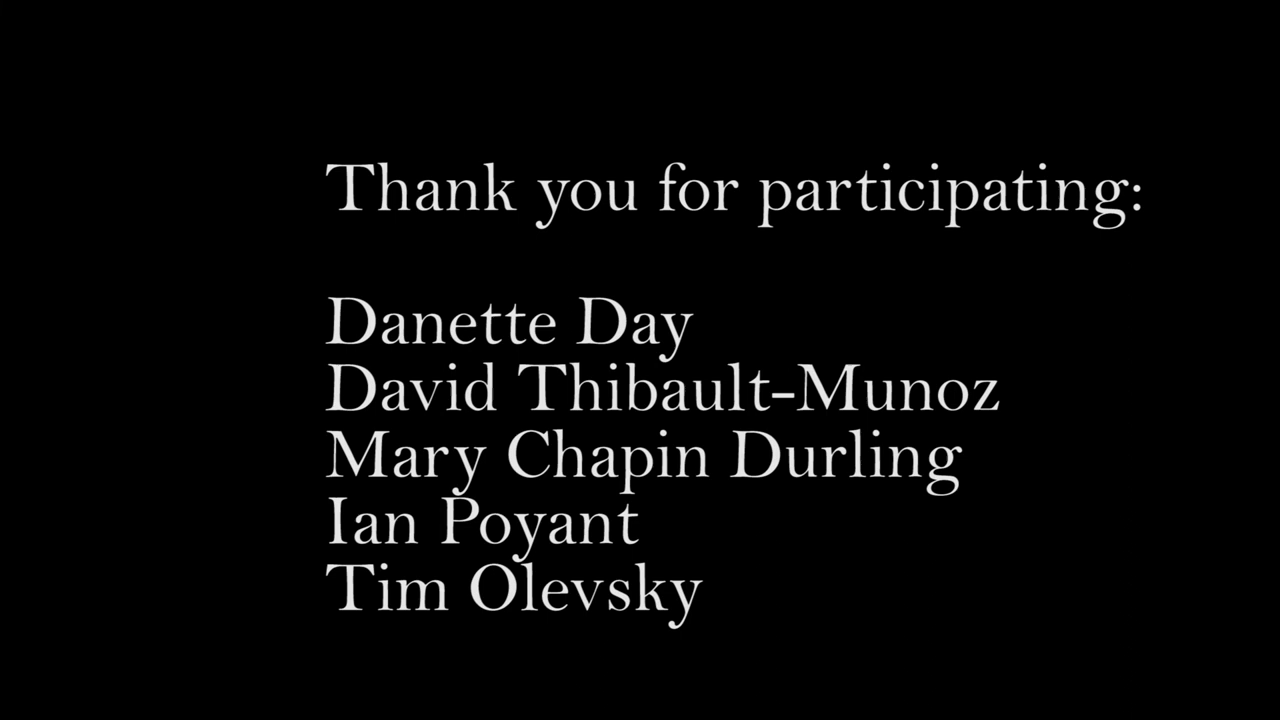 Thank you for participating:
Danette Day
David Thibault-Munoz
Mary Chapin Durling
Ian Poyant
Tim Olevsky